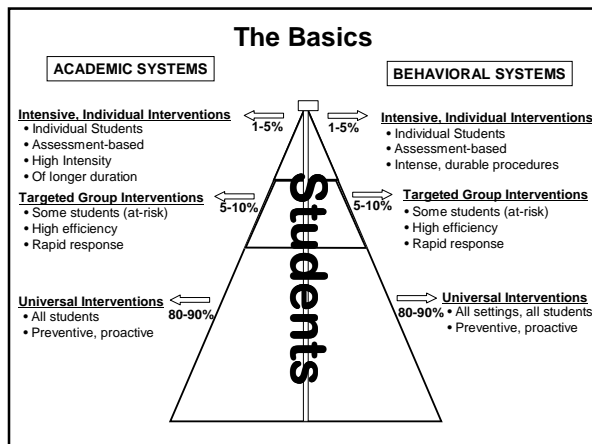 The Basics
ACADEMIC SYSTEMS
BEHAVIORAL SYSTEMS
Intensive, Individual Interventions
• Individual Students
• Assessment-based
• High Intensity
• Of longer duration
1-5%
1-5%
Intensive, Individual Interventions
• Individual Students
• Assessment-based
• Intense, durable procedures
Targeted Group Interventions
• Some students (at-risk)
• High efficiency
• Rapid response
5-10%
5-10%
Targeted Group Interventions
• Some students (at-risk)
• High efficiency
• Rapid response
Students
Universal Interventions
• All students
• Preventive, proactive
80-90%
80-90%
Universal Interventions
• All settings, all students
• Preventive, proactive